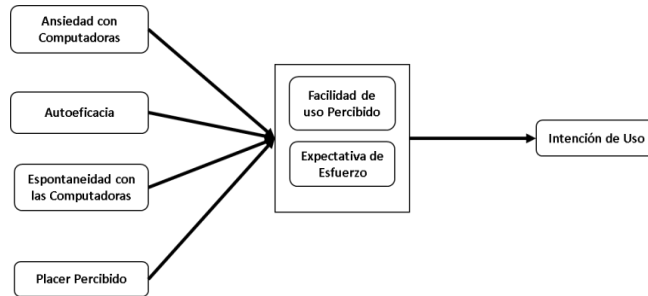 Ansiedad con
Computadoras
Autoeficacia
Espontaneidad con
las Computadoras
Placer Percibido
Facilidad de
uso Percibido
Expectativa de
Esfuerzo
Intención de Uso